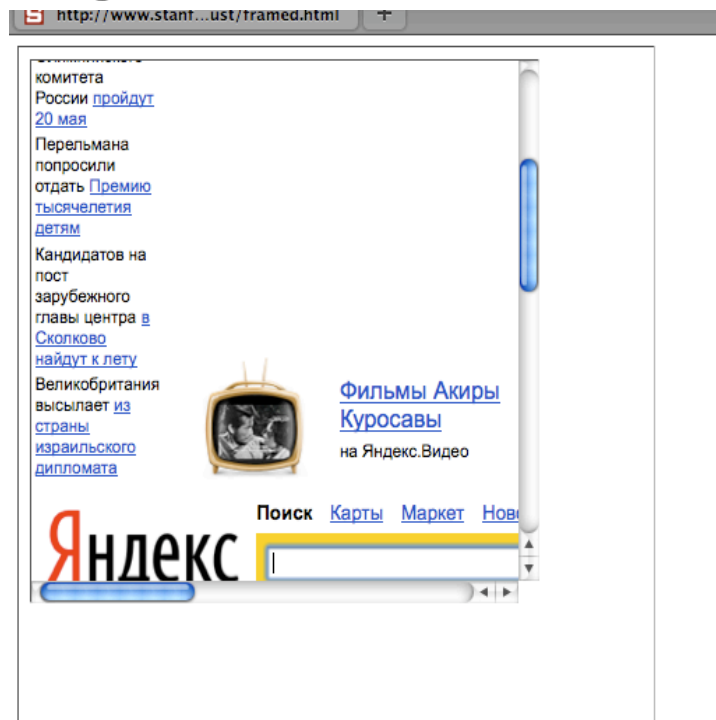 http://www.stanf...ust/framed.html
комитета
России пройдут
20 мая
Перельмана
попросили
отдать Премию
тысячелетия
детям
Кандидатов на
пост
зарубежного
главы центра в
Сколково
найдут к лету
Великобритания
высылает из
страны
израильского
дипломата
Фильмы Акиры
Куросавы
на Яндекс.Видео
Поиск Карты Маркет Ново
Яндекс